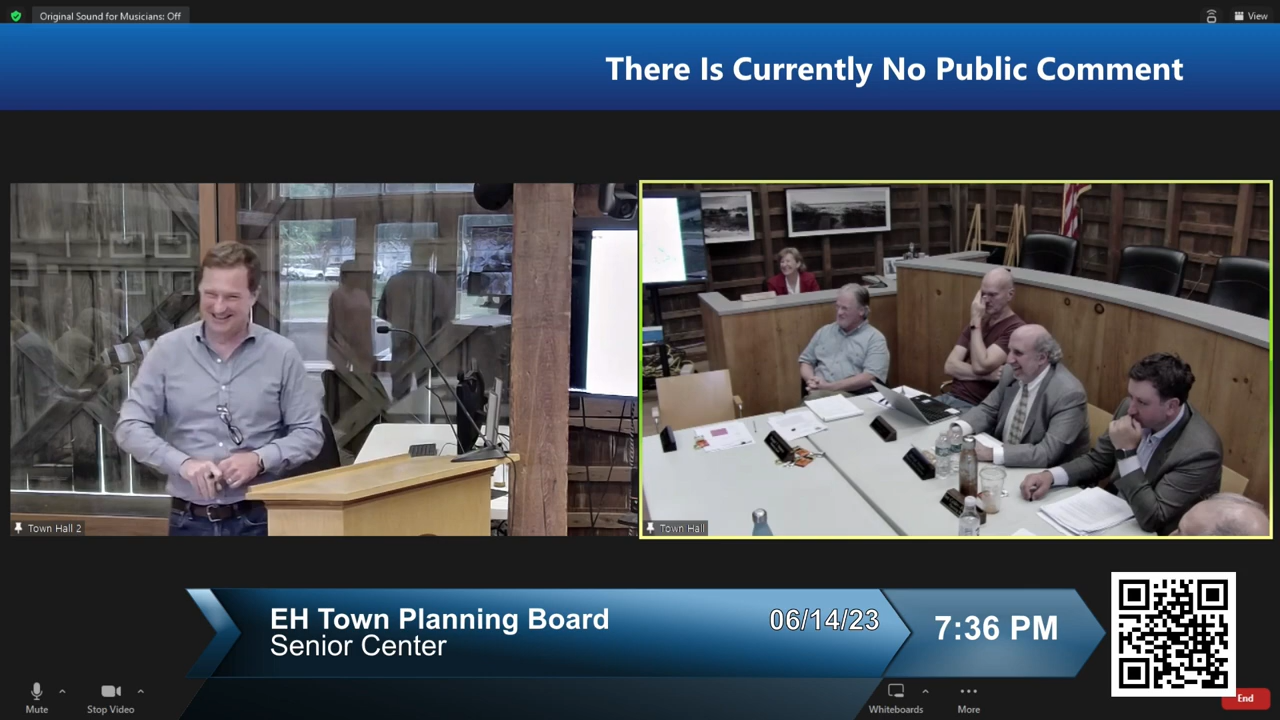 Original Sound for Musicians: Off
View
There Is Currently No Public Comment
Town Hall 2
Town Hall
EH Town Planning Board
06/14/23
7:36 PM
Senior Center
Mute
Stop Video
Whiteboards
More
End